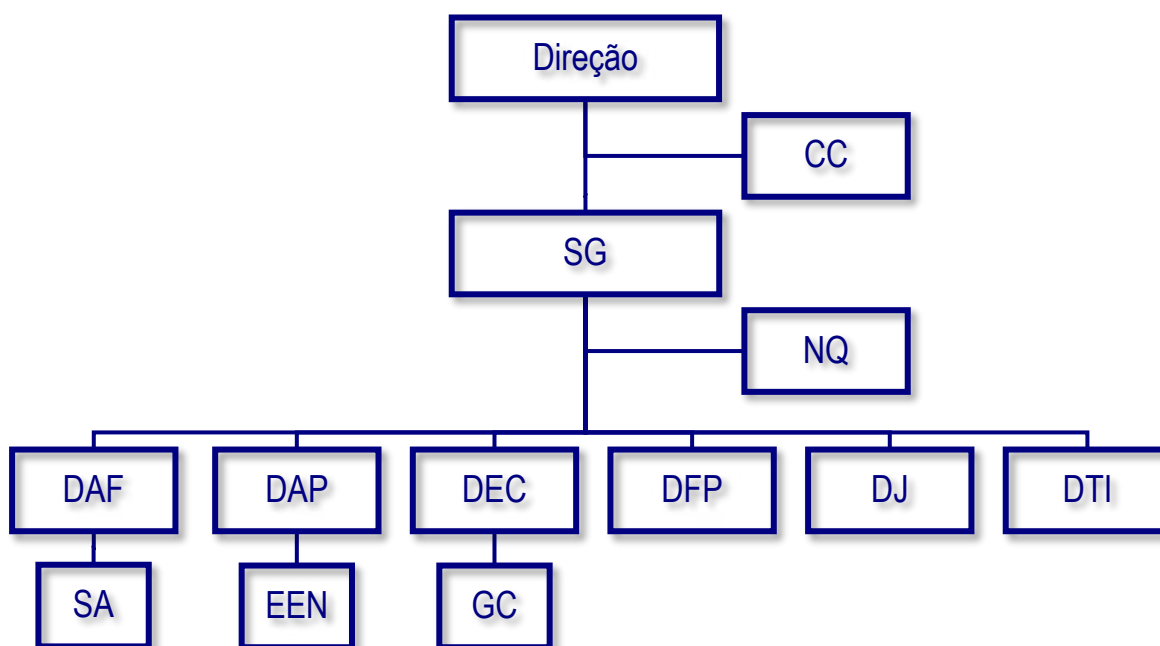 Direção
CC
SG
NQ
DAF
DAP
DEC
DFP
DJ
DTI
SA
EEN
GC